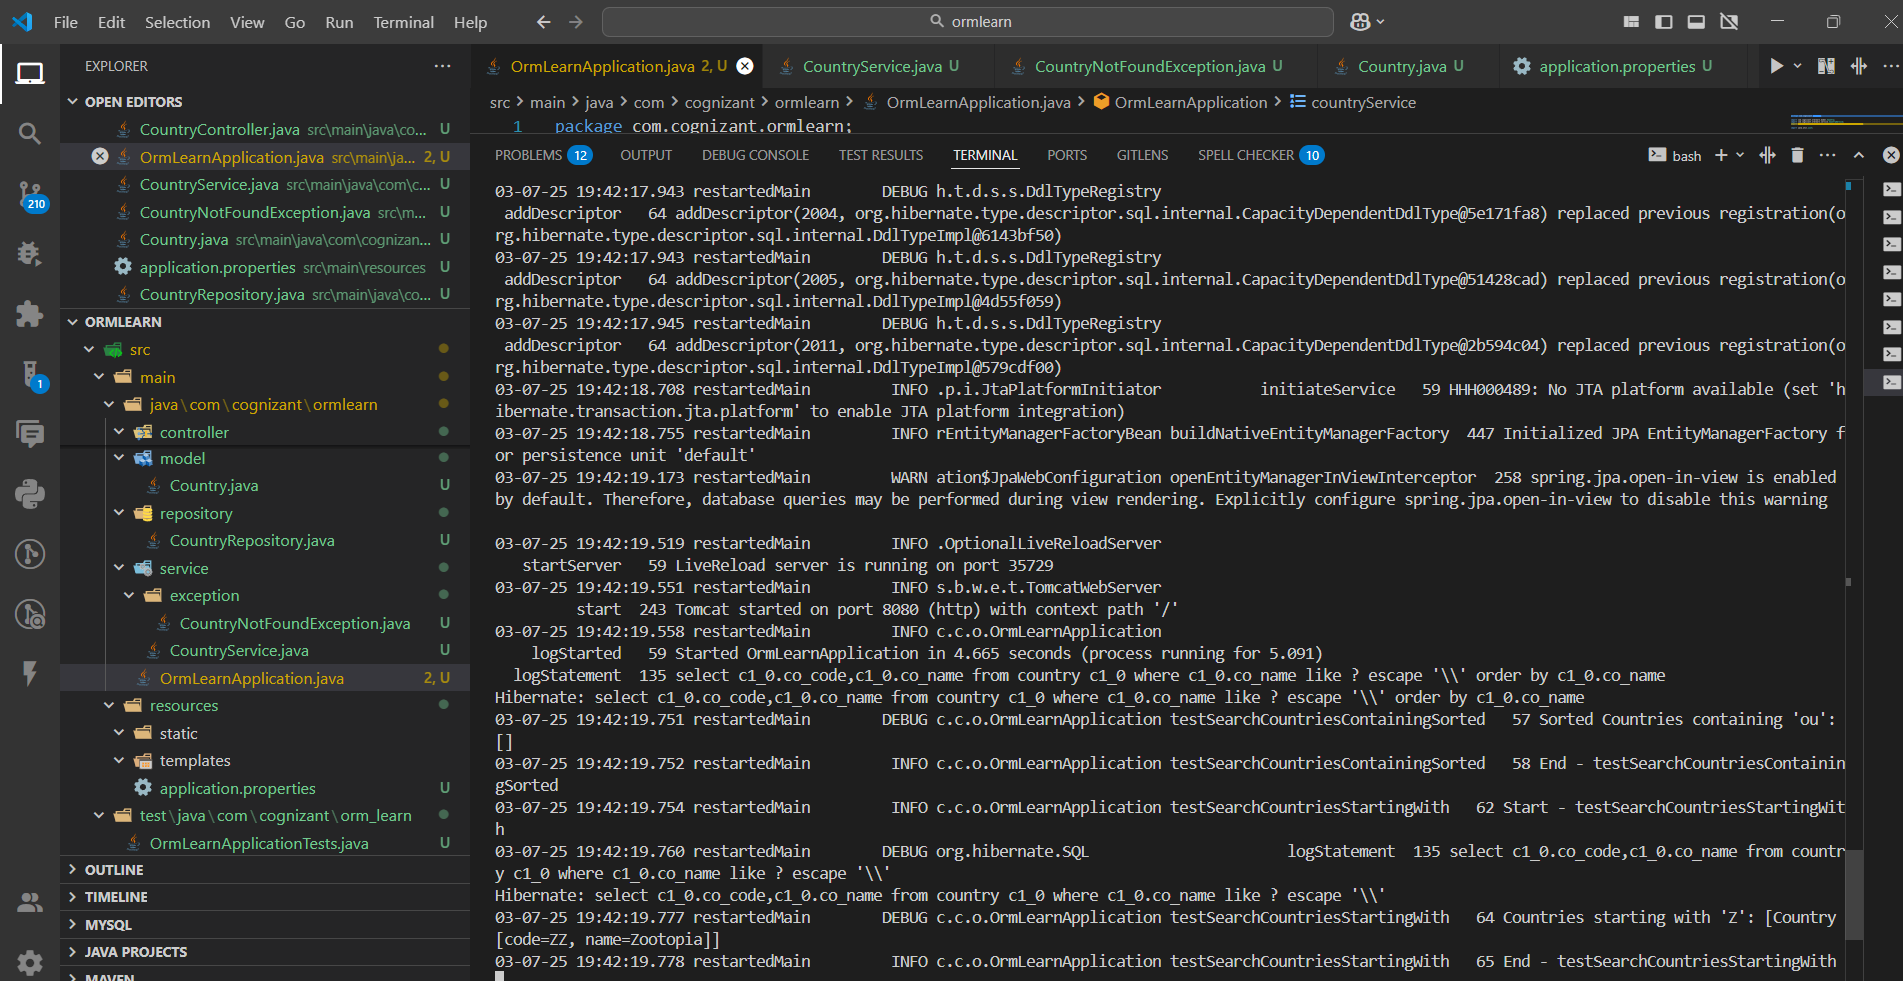 File Edit Selection View Go Run Terminal Help
ormlearn
EXPLORER
OPEN EDITORS
CountryController.java src\main\java\co... U
OrmLearnApplication.java src\main\ja... 2, U
CountryService.java src\main\java\com\c... U
CountryNotFoundException.java src\m... U
Country.java src\main\java\com\cognizan... U
application.properties src\main\resources U
CountryRepository.java src\main\java\co... U
ORMLEARN
src
main
java\com\cognizant\ormlearn
controller
model
Country.java U
repository
CountryRepository.java U
service
exception
CountryNotFoundException.java U
CountryService.java U
OrmLearnApplication.java 2, U
resources
static
templates
application.properties U
test\java\com\cognizant\orm_learn
OrmLearnApplicationTests.java U
OUTLINE
TIMELINE
MYSQL
JAVA PROJECTS
MAVEN
210
1
OrmLearnApplication.java 2, U
CountryService.java U
CountryNotFoundException.java U
Country.java U
application.properties U
src > main > java > com > cognizant > ormlearn > OrmLearnApplication.java > OrmLearnApplication > countryService
1 package com.cognizant.ormlearn;
PROBLEMS 12 OUTPUT DEBUG CONSOLE TEST RESULTS TERMINAL PORTS GITLENS SPELL CHECKER 10
bash
03-07-25 19:42:17.943 restartedMain DEBUG h.t.d.s.s.DdlTypeRegistry
addDescriptor 64 addDescriptor(2004, org.hibernate.type.descriptor.sql.internal.CapacityDependentDdlType@5e171fa8) replaced previous registration(o
rg.hibernate.type.descriptor.sql.internal.DdlTypeImpl@6143bf50)
03-07-25 19:42:17.943 restartedMain DEBUG h.t.d.s.s.DdlTypeRegistry
addDescriptor 64 addDescriptor(2005, org.hibernate.type.descriptor.sql.internal.CapacityDependentDdlType@51428cad) replaced previous registration(o
rg.hibernate.type.descriptor.sql.internal.DdlTypeImpl@4d55f059)
03-07-25 19:42:17.945 restartedMain DEBUG h.t.d.s.s.DdlTypeRegistry
addDescriptor 64 addDescriptor(2011, org.hibernate.type.descriptor.sql.internal.CapacityDependentDdlType@2b594c04) replaced previous registration(o
rg.hibernate.type.descriptor.sql.internal.DdlTypeImpl@579cdf00)
03-07-25 19:42:18.708 restartedMain INFO .p.i.JtaPlatformInitiator initiateService 59 HHH000489: No JTA platform available (set 'h
ibernate.transaction.jta.platform' to enable JTA platform integration)
03-07-25 19:42:18.755 restartedMain INFO rEntityManagerFactoryBean buildNativeEntityManagerFactory 447 Initialized JPA EntityManagerFactory f
or persistence unit 'default'
03-07-25 19:42:19.173 restartedMain WARN ation$JpaWebConfiguration openEntityManagerInViewInterceptor 258 spring.jpa.open-in-view is enabled
by default. Therefore, database queries may be performed during view rendering. Explicitly configure spring.jpa.open-in-view to disable this warning
03-07-25 19:42:19.519 restartedMain INFO .OptionalLiveReloadServer
startServer 59 LiveReload server is running on port 35729
03-07-25 19:42:19.551 restartedMain INFO s.b.w.e.t.TomcatWebServer
start 243 Tomcat started on port 8080 (http) with context path '/'
03-07-25 19:42:19.558 restartedMain INFO c.c.o.OrmLearnApplication
logStarted 59 Started OrmLearnApplication in 4.665 seconds (process running for 5.091)
logStatement 135 select c1_0.co_code,c1_0.co_name from country c1_0 where c1_0.co_name like ? escape '\\' order by c1_0.co_name
Hibernate: select c1_0.co_code,c1_0.co_name from country c1_0 where c1_0.co_name like ? escape '\\' order by c1_0.co_name
03-07-25 19:42:19.751 restartedMain DEBUG c.c.o.OrmLearnApplication testSearchCountriesContainingSorted 57 Sorted Countries containing 'ou':
[]
03-07-25 19:42:19.752 restartedMain INFO c.c.o.OrmLearnApplication testSearchCountriesContainingSorted 58 End - testSearchCountriesContainin
gSorted
03-07-25 19:42:19.754 restartedMain INFO c.c.o.OrmLearnApplication testSearchCountriesStartingWith 62 Start - testSearchCountriesStartingWit
h
03-07-25 19:42:19.760 restartedMain DEBUG org.hibernate.SQL logStatement 135 select c1_0.co_code,c1_0.co_name from countr
y c1_0 where c1_0.co_name like ? escape '\\'
Hibernate: select c1_0.co_code,c1_0.co_name from country c1_0 where c1_0.co_name like ? escape '\\'
03-07-25 19:42:19.777 restartedMain DEBUG c.c.o.OrmLearnApplication testSearchCountriesStartingWith 64 Countries starting with 'Z': [Country
[code=ZZ, name=Zootopia]]
03-07-25 19:42:19.778 restartedMain INFO c.c.o.OrmLearnApplication testSearchCountriesStartingWith 65 End - testSearchCountriesStartingWith